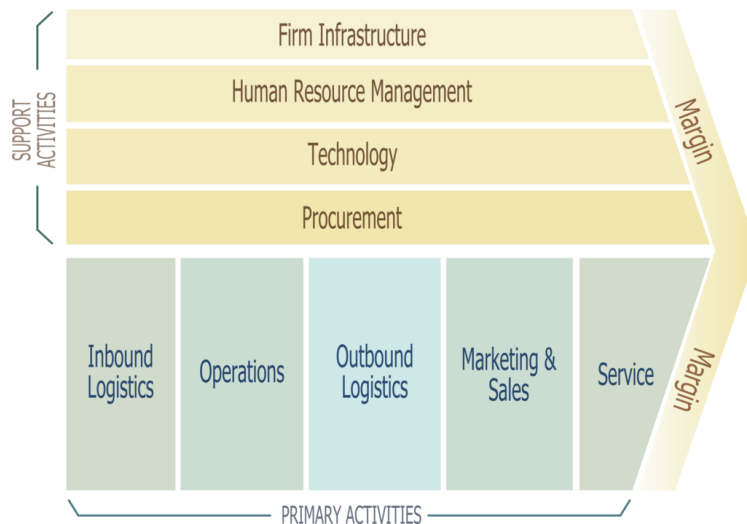 SUPPORT
ACTIVITIES
Firm Infrastructure
Human Resource Management
Technology
Procurement
Margin
Inbound
Logistics
Operations
Outbound
Logistics
Marketing &
Sales
Service
Margin
PRIMARY ACTIVITIES